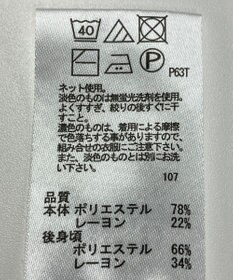 40
P
P63T
ネット使用。
淡色のものは無蛍光洗剤を使用。
よくすすぎ、絞りの後すぐに干
すこと。
濃色のものは、着用による摩擦
で色落ちする事がありますので、
組み合せの衣服にご注意下さい。
また、淡色のものとは別にお洗
たく下さい。
107
品質
本体 ポリエステル 78%
レーヨン 22%
後身頃
ポリエステル 66%
レーヨン 34%